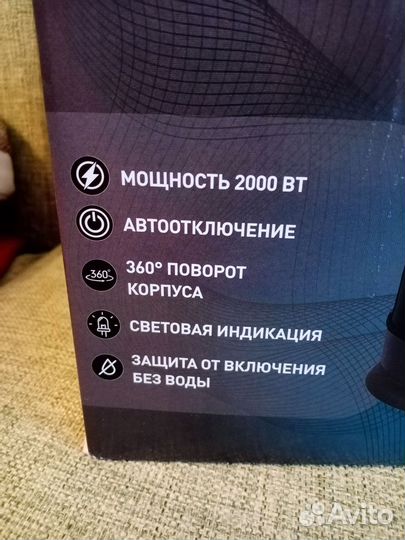 МОЩНОСТЬ 2000 ВТ
АВТООТКЛЮЧЕНИЕ
360°
360° ПОВОРОТ
КОРПУСА
СВЕТОВАЯ ИНДИКАЦИЯ
ЗАЩИТА ОТ ВКЛЮЧЕНИЯ
БЕЗ ВОДЫ
Avito